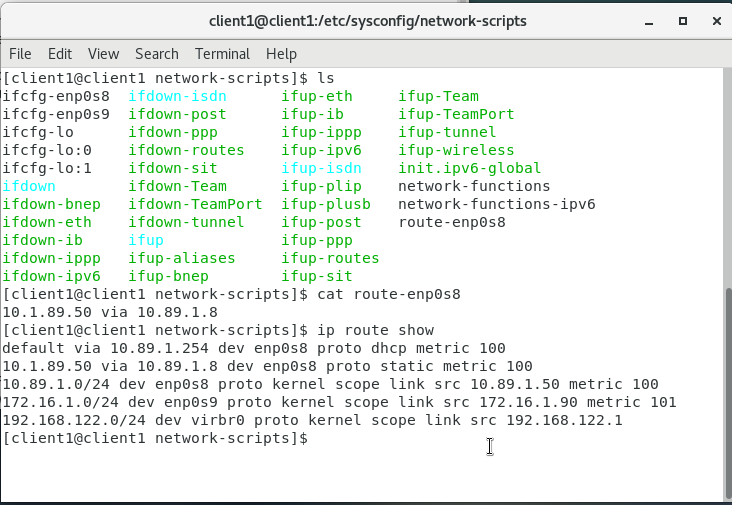 client1@client1:/etc/sysconfig/network-scripts
File Edit View Search Terminal Help
[client1@client1 network-scripts]$ ls
ifcfg-enp0s8  ifdown-isdn      ifup-eth     ifup-Team
ifcfg-enp0s9  ifdown-post      ifup-ib      ifup-TeamPort
ifcfg-lo      ifdown-ppp       ifup-ippp    ifup-tunnel
ifcfg-lo:0    ifdown-routes    ifup-ipv6    ifup-wireless
ifcfg-lo:1    ifdown-sit       ifup-isdn    init.ipv6-global
ifdown        ifdown-Team      ifup-plip    network-functions
ifdown-bnep   ifdown-TeamPort  ifup-plusb   network-functions-ipv6
ifdown-eth    ifdown-tunnel    ifup-post    route-enp0s8
ifdown-ib     ifup             ifup-ppp
ifdown-ippp   ifup-aliases     ifup-routes
ifdown-ipv6   ifup-bnep        ifup-sit
[client1@client1 network-scripts]$ cat route-enp0s8
10.1.89.50 via 10.89.1.8
[client1@client1 network-scripts]$ ip route show
default via 10.89.1.254 dev enp0s8 proto dhcp metric 100
10.1.89.50 via 10.89.1.8 dev enp0s8 proto static metric 100
10.89.1.0/24 dev enp0s8 proto kernel scope link src 10.89.1.50 metric 100
172.16.1.0/24 dev enp0s9 proto kernel scope link src 172.16.1.90 metric 101
192.168.122.0/24 dev virbr0 proto kernel scope link src 192.168.122.1
[client1@client1 network-scripts]$